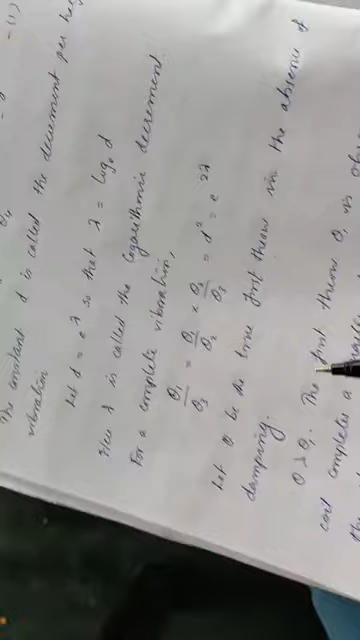 - (1)
The constant d is called the decrement per
vibration
Let d = e^λ so that λ = log_e d
Here λ is called the logarithmic decrement.
For a complete vibration,
θ₁/θ₃ = θ₁/θ₂ × θ₂/θ₃ = d² = e^2λ
Let θ be the true first throw in the absence of
damping.
θ > θ₁. The first throw θ, is
coil completes a
the